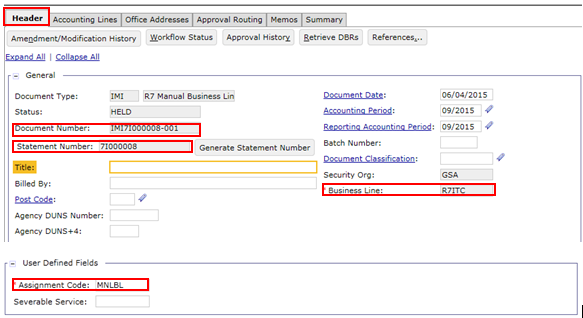 Header Accounting Lines Office Addresses Approval Routing Memos Summary
Amendment/Modification History Workflow Status Approval History Retrieve DBRs References...
Expand All | Collapse All
General
Document Type: IMI R7 Manual Business Lin
Status: HELD
Document Number: IMI7I000008-001
Statement Number: 7I000008 Generate Statement Number
Title:
Billed By:
Post Code:
Agency DUNS Number:
Agency DUNS+4:
Document Date: 06/04/2015
Accounting Period: 09/2015
Reporting Accounting Period: 09/2015
Batch Number:
Document Classification:
Security Org: GSA
* Business Line: R7ITC
User Defined Fields
* Assignment Code: MNLBL
Severable Service: